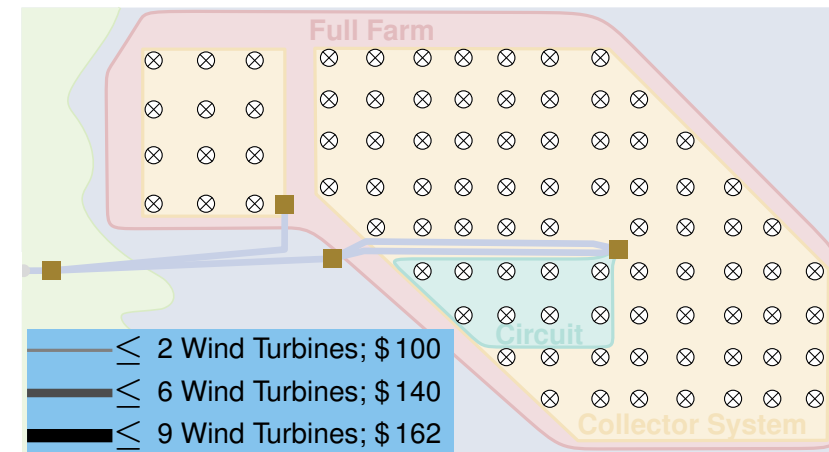 Full Farm
Circuit
≤ 2 Wind Turbines; $100
≤ 6 Wind Turbines; $140
≤ 9 Wind Turbines; $162
Collector System